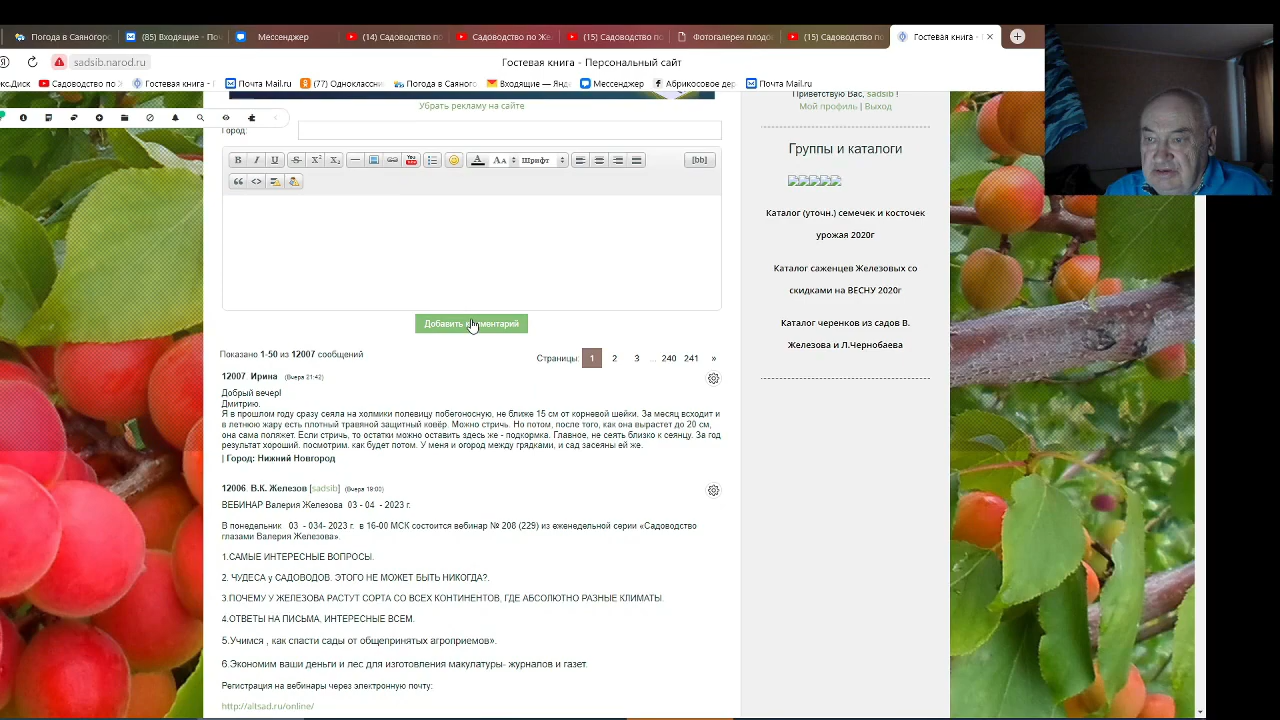 Погода в Саяногор
(85) Входящие - Поч
Мессенджер
(14) Садоводство по
Садоводство по Же
(15) Садоводство по
Фотогалерея плодо
(15) Садоводство по
Гостевая книга -
sadsib.narod.ru
Гостевая книга - Персональный сайт
кс.Диск
Садоводство по Ж
Гостевая книга - П
Почта Mail.ru
(77) Одноклассни
Погода в Саяного
Входящие — Янд
Мессенджер
Абрикосовое дер
Почта Mail.ru
Убрать рекламу на сайте
Город:
Шрифт
[bb]
Добавить комментарий
Показано 1-50 из 12007 сообщений
Страницы: 1 2 3 ... 240 241 »
12007 Ирина (Вчера 21:42)
Добрый вечер!
Дмитрию.
Я в прошлом году сразу сеяла на холмики полевицу побегоносную, не ближе 15 см от корневой шейки. За месяц всходит и
в летнюю жару есть плотный травяной защитный ковёр. Можно стричь. Но потом, после того, как она вырастет до 20 см,
она сама поляжет. Если стричь, то остатки можно оставить здесь же - подкормка. Главное, не сеять близко к сеянцу. За год
результат хороший, посмотрим, как будет потом. У меня и огород между грядками, и сад засеяны ей же.
| Город: Нижний Новгород
12006 В.К. Железов [sadsib] (Вчера 19:00)
ВЕБИНАР Валерия Железова 03 - 04 - 2023 г.
В понедельник 03 - 034- 2023 г. в 16-00 МСК состоится вебинар № 208 (229) из еженедельной серии «Садоводство
глазами Валерия Железова».
1.САМЫЕ ИНТЕРЕСНЫЕ ВОПРОСЫ.
2. ЧУДЕСА у САДОВОДОВ. ЭТОГО НЕ МОЖЕТ БЫТЬ НИКОГДА?.
3.ПОЧЕМУ У ЖЕЛЕЗОВА РАСТУТ СОРТА СО ВСЕХ КОНТИНЕНТОВ, ГДЕ АБСОЛЮТНО РАЗНЫЕ КЛИМАТЫ.
4.ОТВЕТЫ НА ПИСЬМА, ИНТЕРЕСНЫЕ ВСЕМ.
5.Учимся , как спасти сады от общепринятых агроприемов».
6.Экономим ваши деньги и лес для изготовления макулатуры- журналов и газет.
Регистрация на вебинары через электронную почту:
http://altsad.ru/online/
Приветствую Вас, sadsib !
Мой профиль | Выход
Группы и каталоги
Каталог (уточн.) семечек и косточек
урожая 2020г
Каталог саженцев Железовых со
скидками на ВЕСНУ 2020г
Каталог черенков из садов В.
Железова и Л.Чернобаева